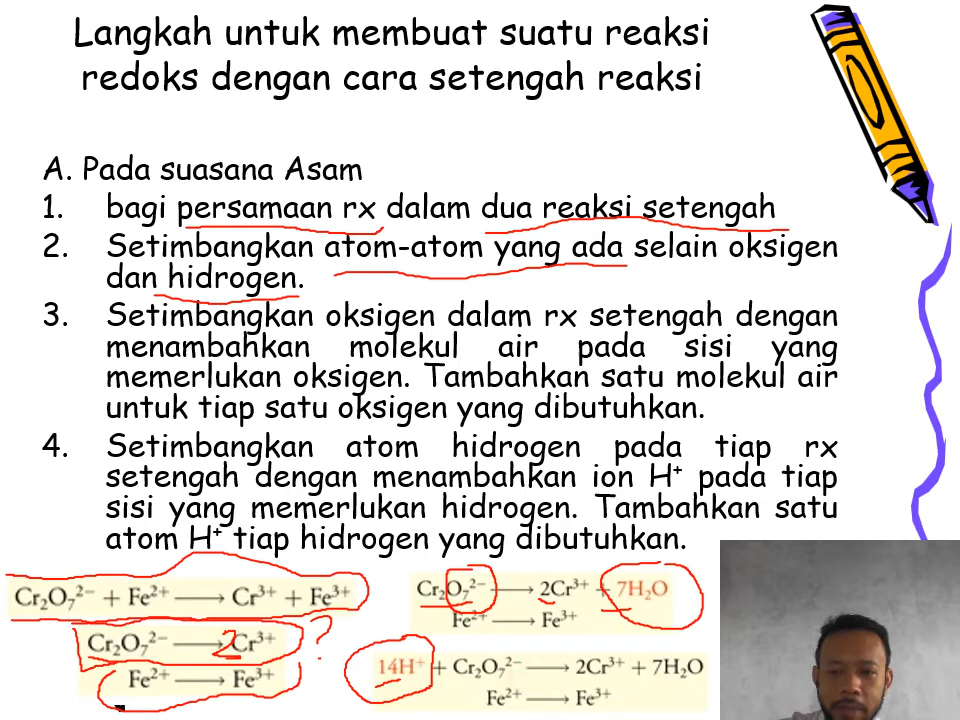 Langkah untuk membuat suatu reaksi
redoks dengan cara setengah reaksi
A. Pada suasana Asam
1. bagi persamaan rx dalam dua reaksi setengah
2. Setimbangkan atom-atom yang ada selain oksigen
dan hidrogen.
3. Setimbangkan oksigen dalam rx setengah dengan
menambahkan molekul air pada sisi yang
memerlukan oksigen. Tambahkan satu molekul air
untuk tiap satu oksigen yang dibutuhkan.
4. Setimbangkan atom hidrogen pada tiap rx
setengah dengan menambahkan ion H⁺ pada tiap
sisi yang memerlukan hidrogen. Tambahkan satu
atom H⁺ tiap hidrogen yang dibutuhkan.
Cr₂O₇²⁻ + Fe²⁺ ⟶ Cr³⁺ + Fe³⁺
Cr₂O₇²⁻ ⟶ 2Cr³⁺ ?
Fe²⁺ ⟶ Fe³⁺
Cr₂O₇²⁻ ⟶ 2Cr³⁺ + 7H₂O
Fe²⁺ ⟶ Fe³⁺
14H⁺ + Cr₂O₇²⁻ ⟶ 2Cr³⁺ + 7H₂O
Fe²⁺ ⟶ Fe³⁺